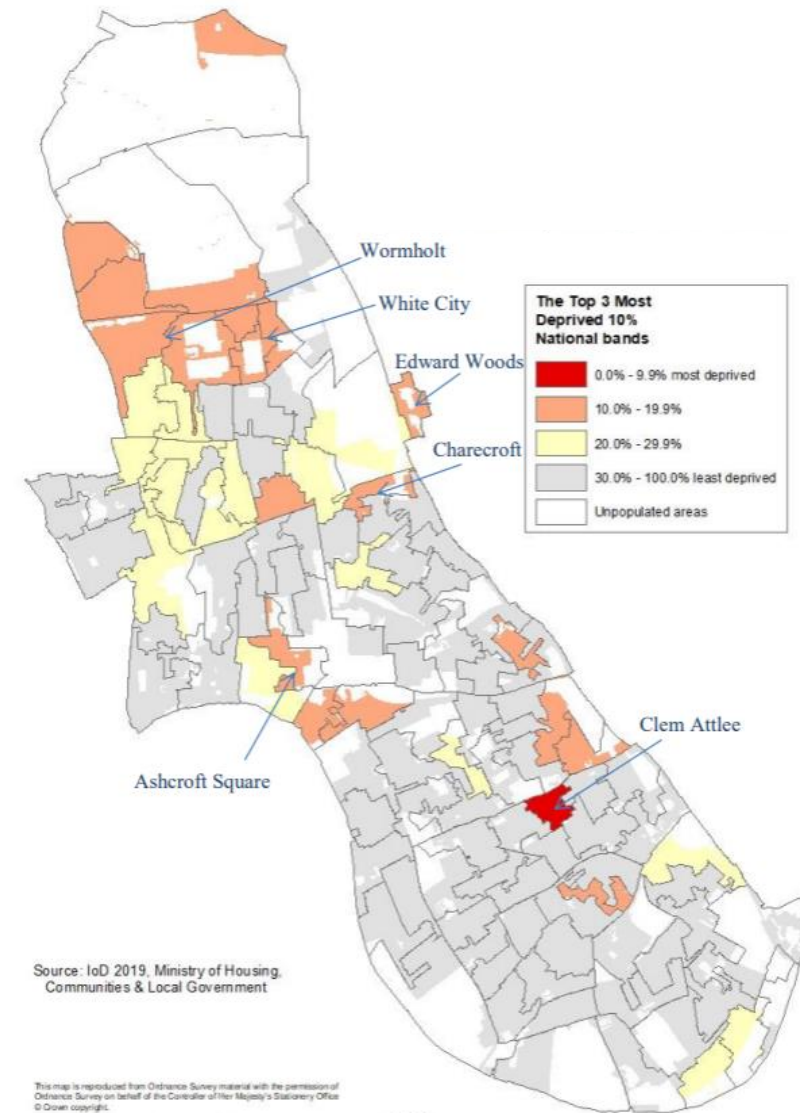 Wormholt
White City
Edward Woods
Charecroft
The Top 3 Most
Deprived 10%
National bands
0.0% - 9.9% most deprived
10.0% - 19.9%
20.0% - 29.9%
30.0% - 100.0% least deprived
Unpopulated areas
Clem Attlee
Ashcroft Square
Source: IoD 2019, Ministry of Housing,
Communities & Local Government
This map is reproduced from Ordnance Survey material with the permission of
Ordnance Survey on behalf of the Controller of Her Majesty's Stationery Office
© Crown copyright.